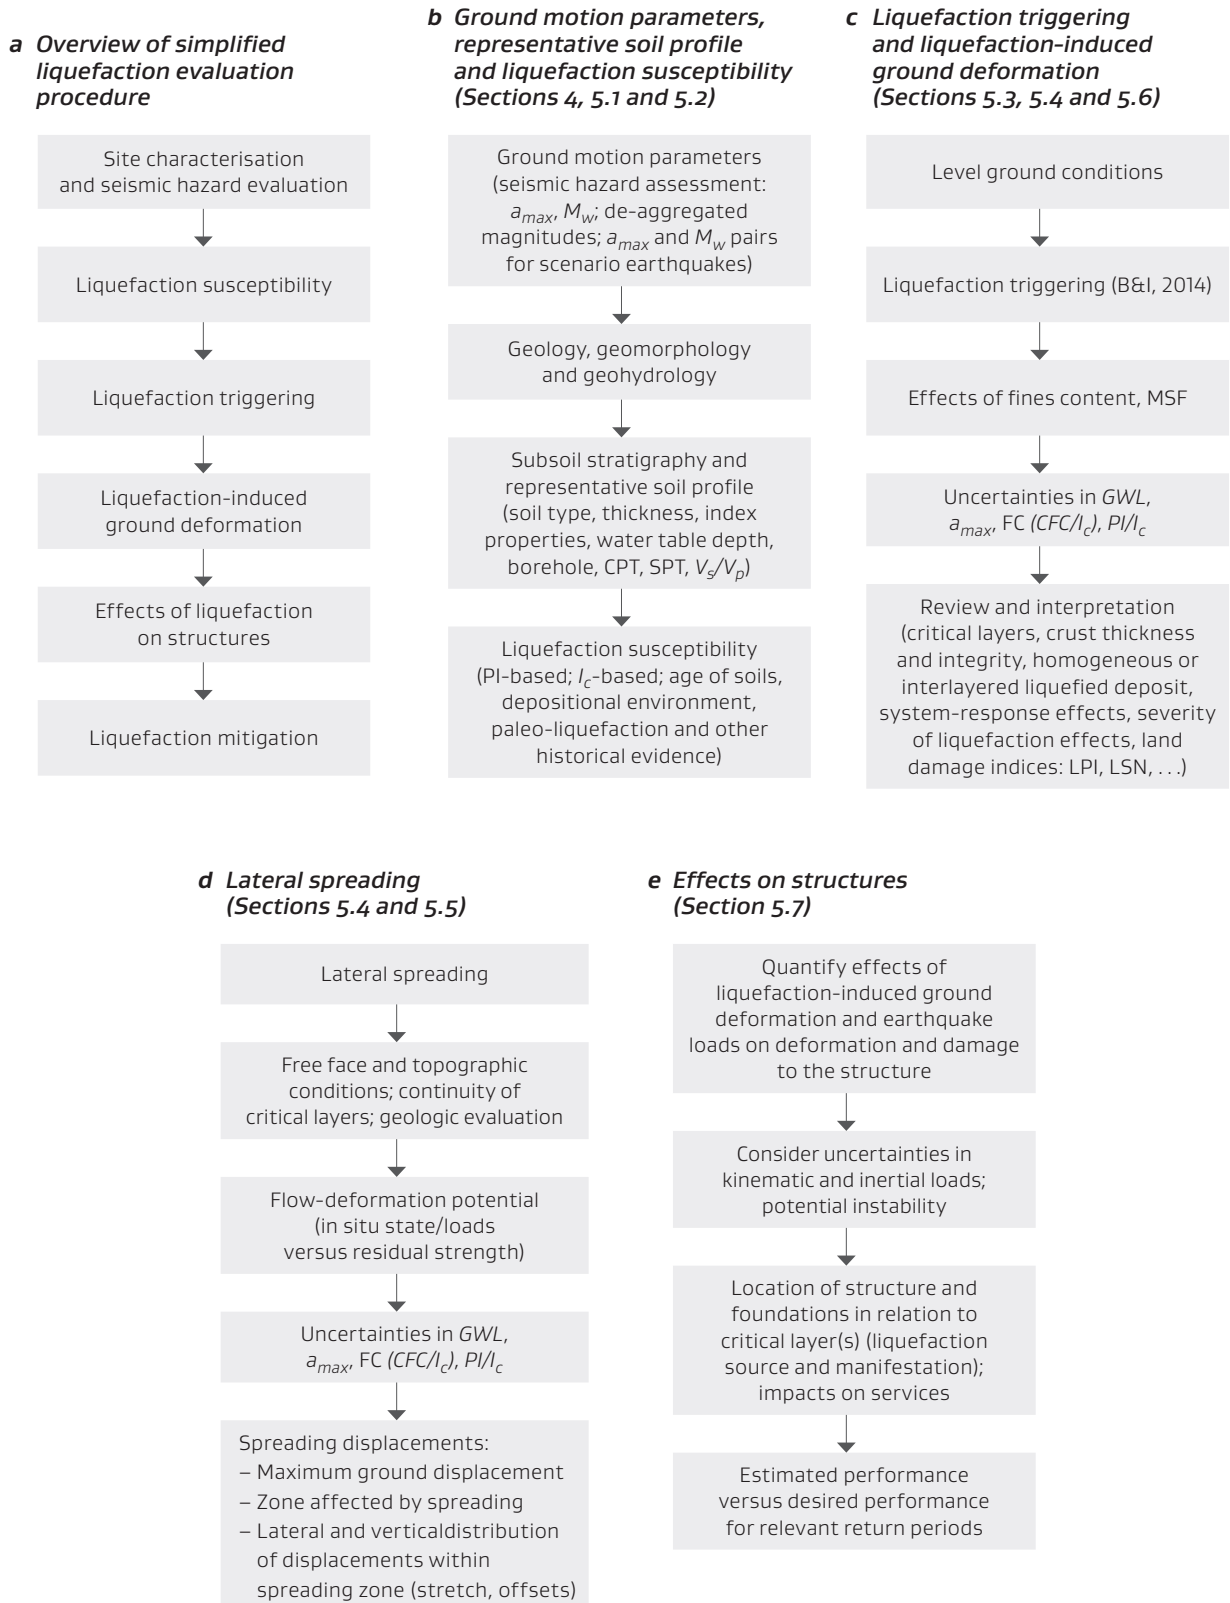 a Overview of simplified
liquefaction evaluation
procedure
Site characterisation
and seismic hazard evaluation
Liquefaction susceptibility
Liquefaction triggering
Liquefaction-induced
ground deformation
Effects of liquefaction
on structures
Liquefaction mitigation
b Ground motion parameters,
representative soil profile
and liquefaction susceptibility
(Sections 4, 5.1 and 5.2)
Ground motion parameters
(seismic hazard assessment:
a_max, M_w; de-aggregated
magnitudes; a_max and M_w pairs
for scenario earthquakes)
Geology, geomorphology
and geohydrology
Subsoil stratigraphy and
representative soil profile
(soil type, thickness, index
properties, water table depth,
borehole, CPT, SPT, V_s/V_p)
Liquefaction susceptibility
(PI-based; I_c-based; age of soils,
depositional environment,
paleo-liquefaction and other
historical evidence)
c Liquefaction triggering
and liquefaction-induced
ground deformation
(Sections 5.3, 5.4 and 5.6)
Level ground conditions
Liquefaction triggering (B&I, 2014)
Effects of fines content, MSF
Uncertainties in GWL,
a_max, FC (CFC/I_c), PI/I_c
Review and interpretation
(critical layers, crust thickness
and integrity, homogeneous or
interlayered liquefied deposit,
system-response effects, severity
of liquefaction effects, land
damage indices: LPI, LSN, ...)
d Lateral spreading
(Sections 5.4 and 5.5)
Lateral spreading
Free face and topographic
conditions; continuity of
critical layers; geologic evaluation
Flow-deformation potential
(in situ state/loads
versus residual strength)
Uncertainties in GWL,
a_max, FC (CFC/I_c), PI/I_c
Spreading displacements:
– Maximum ground displacement
– Zone affected by spreading
– Lateral and verticaldistribution
of displacements within
spreading zone (stretch, offsets)
e Effects on structures
(Section 5.7)
Quantify effects of
liquefaction-induced ground
deformation and earthquake
loads on deformation and damage
to the structure
Consider uncertainties in
kinematic and inertial loads;
potential instability
Location of structure and
foundations in relation to
critical layer(s) (liquefaction
source and manifestation);
impacts on services
Estimated performance
versus desired performance
for relevant return periods